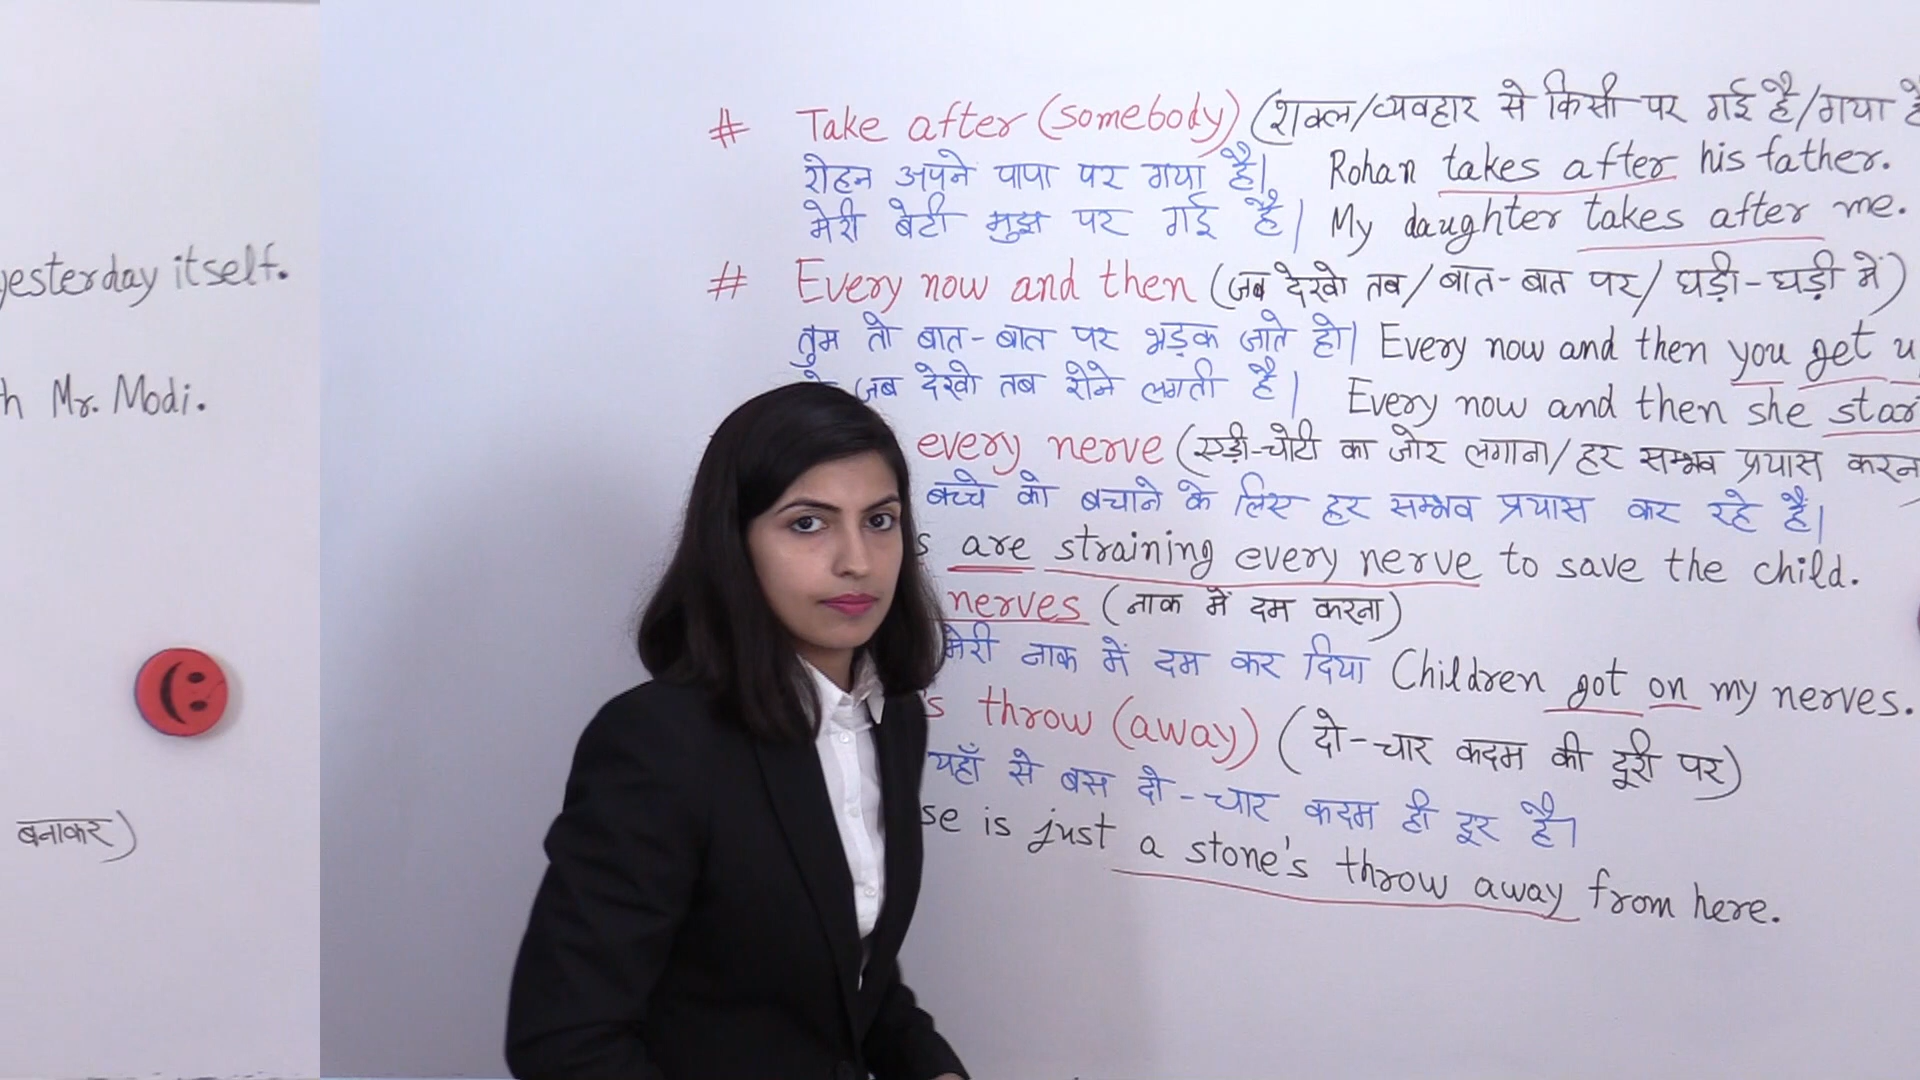 yesterday itself.
h Mr. Modi.
बनाकर)
# Take after (somebody) (शक्ल/व्यवहार से किसी पर गई है/गया है
रोहन अपने पापा पर गया है। Rohan takes after his father.
मेरी बेटी मुझ पर गई है। My daughter takes after me.
# Every now and then (जब देखो तब/बात-बात पर/घड़ी-घड़ी में)
तुम तो बात-बात पर भड़क जाते हो। Every now and then you get u
जब देखो तब रोने लगती है। Every now and then she star
every nerve (एड़ी-चोटी का जोर लगाना/हर सम्भव प्रयास करना
बच्चे को बचाने के लिए हर सम्भव प्रयास कर रहे है।
s are straining every nerve to save the child.
nerves (नाक में दम करना)
मेरी नाक में दम कर दिया Children got on my nerves.
's throw (away) (दो-चार कदम की दूरी पर)
यहाँ से बस दो-चार कदम ही दूर है।
se is just a stone's throw away from here.